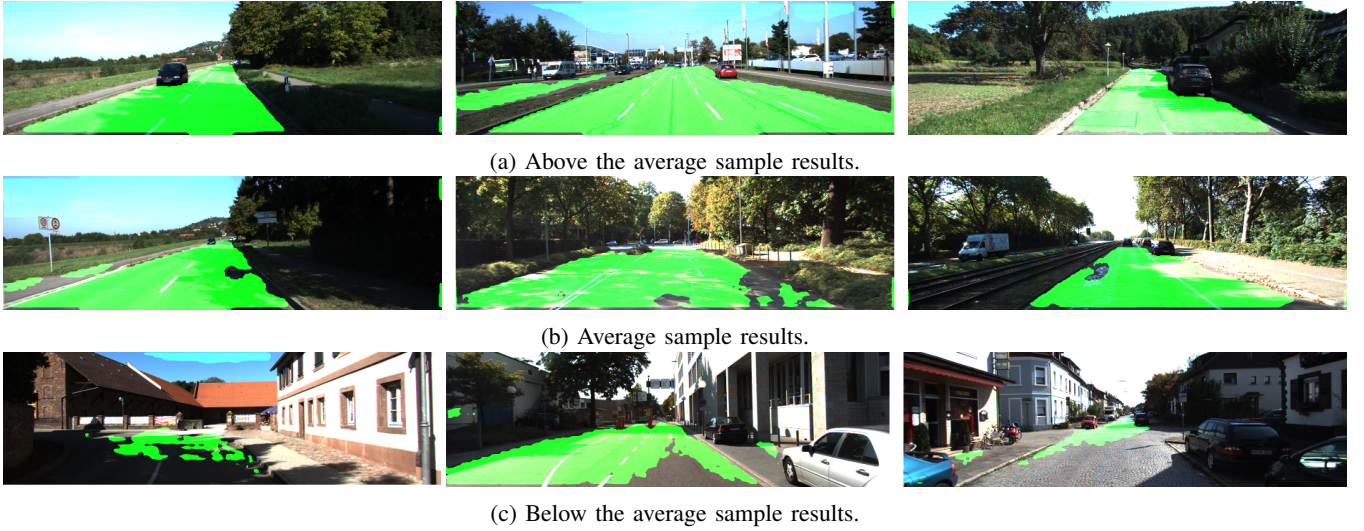 (a) Above the average sample results.
(b) Average sample results.
(c) Below the average sample results.